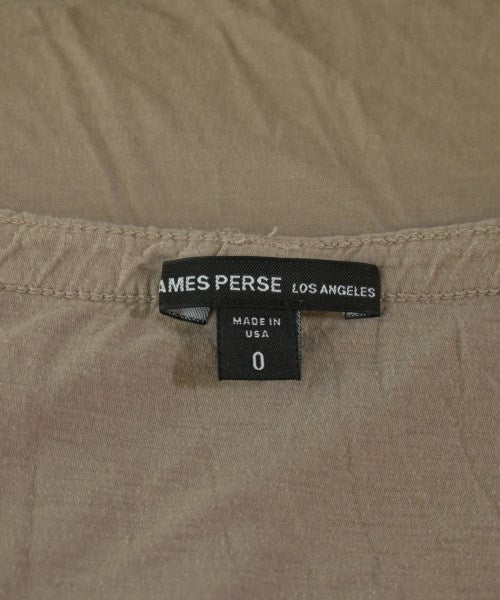 AMES PERSE LOS ANGELES
MADE IN
USA
0